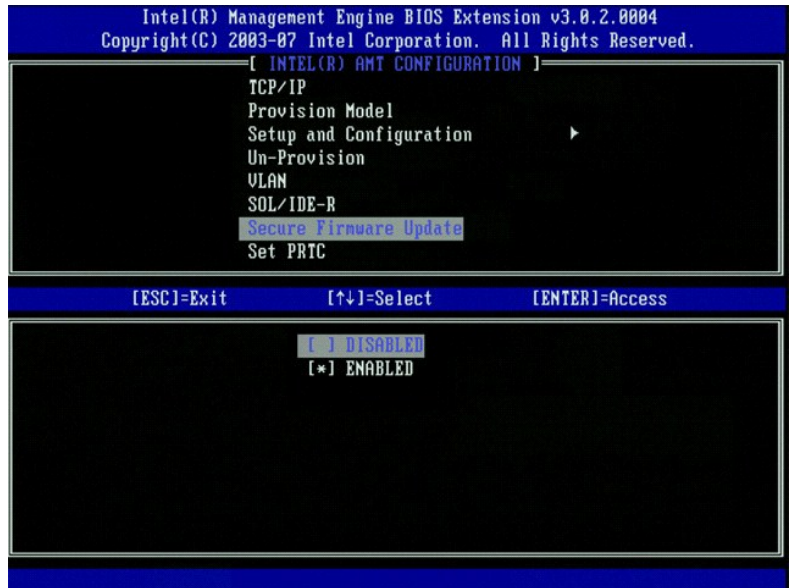 Intel(R) Management Engine BIOS Extension v3.0.2.0004
Copyright(C) 2003-07 Intel Corporation. All Rights Reserved.
[ INTEL(R) AMT CONFIGURATION ]
TCP/IP
Provision Model
Setup and Configuration ►
Un-Provision
VLAN
SOL/IDE-R
Secure Firmware Update
Set PRTC
[ESC]=Exit [↑↓]=Select [ENTER]=Access
[ ] DISABLED
[*] ENABLED